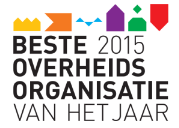 BESTE 2015
OVERHEIDS
ORGANISATIE
VAN HET JAAR